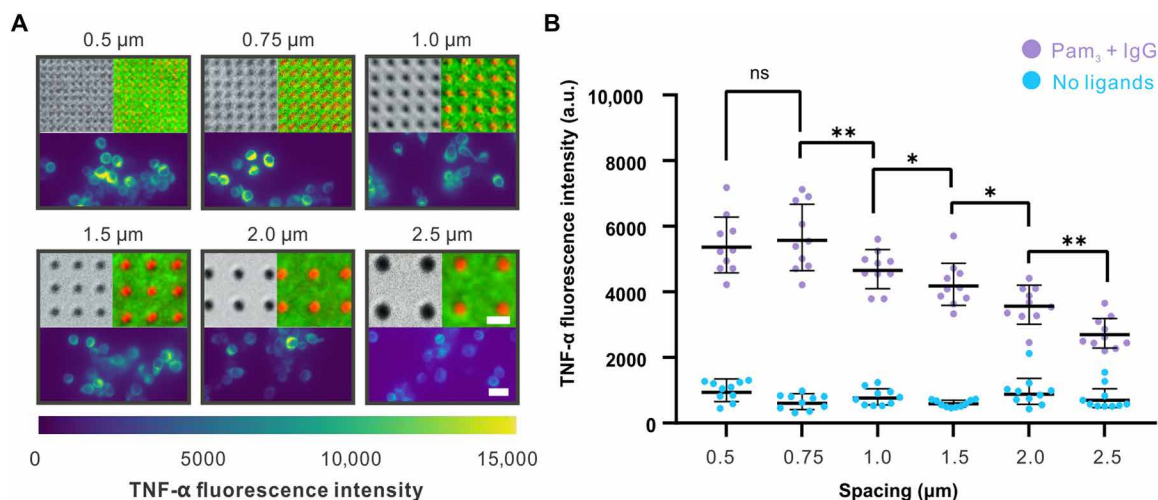 A
0.5 µm 0.75 µm 1.0 µm
1.5 µm 2.0 µm 2.5 µm
0 5000 10,000 15,000
TNF-α fluorescence intensity
B
Pam₃ + IgG
No ligands
ns
** * * **
TNF-α fluorescence intensity (a.u.)
10,000
8000
6000
4000
2000
0
0.5 0.75 1.0 1.5 2.0 2.5
Spacing (µm)